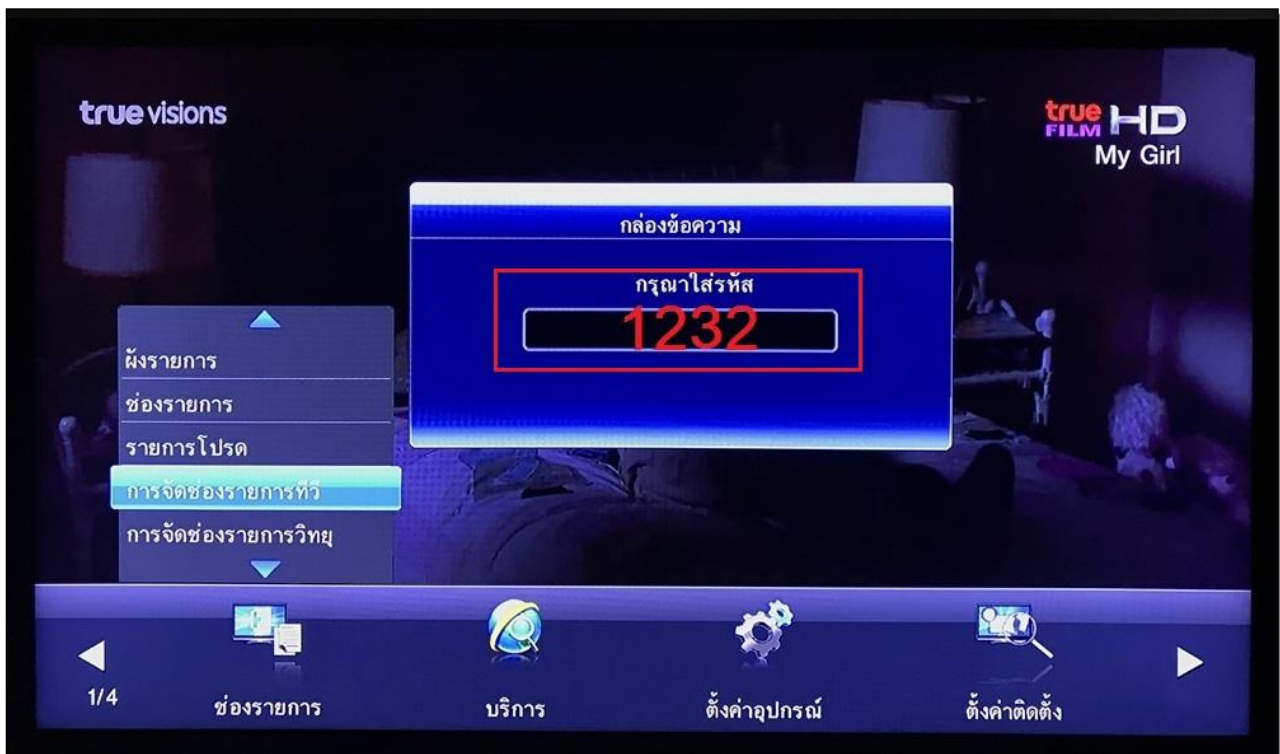 true visions
true FILM HD
My Girl
กล่องข้อความ
กรุณาใส่รหัส
1232
ผังรายการ
ช่องรายการ
รายการโปรด
การจัดช่องรายการทีวี
การจัดช่องรายการวิทยุ
1/4
ช่องรายการ
บริการ
ตั้งค่าอุปกรณ์
ตั้งค่าติดตั้ง